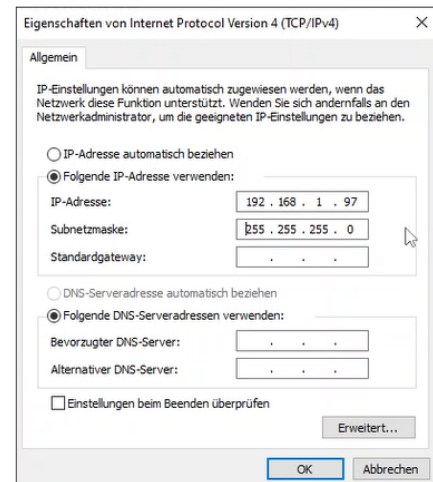 Eigenschaften von Internet Protocol Version 4 (TCP/IPv4)
Allgemein
IP-Einstellungen können automatisch zugewiesen werden, wenn das
Netzwerk diese Funktion unterstützt. Wenden Sie sich andernfalls an den
Netzwerkadministrator, um die geeigneten IP-Einstellungen zu beziehen.
IP-Adresse automatisch beziehen
Folgende IP-Adresse verwenden:
IP-Adresse: 192 . 168 . 1 . 97
Subnetzmaske: 255 . 255 . 255 . 0
Standardgateway: . . .
DNS-Serveradresse automatisch beziehen
Folgende DNS-Serveradressen verwenden:
Bevorzugter DNS-Server: . . .
Alternativer DNS-Server: . . .
Einstellungen beim Beenden überprüfen
Erweitert...
OK Abbrechen